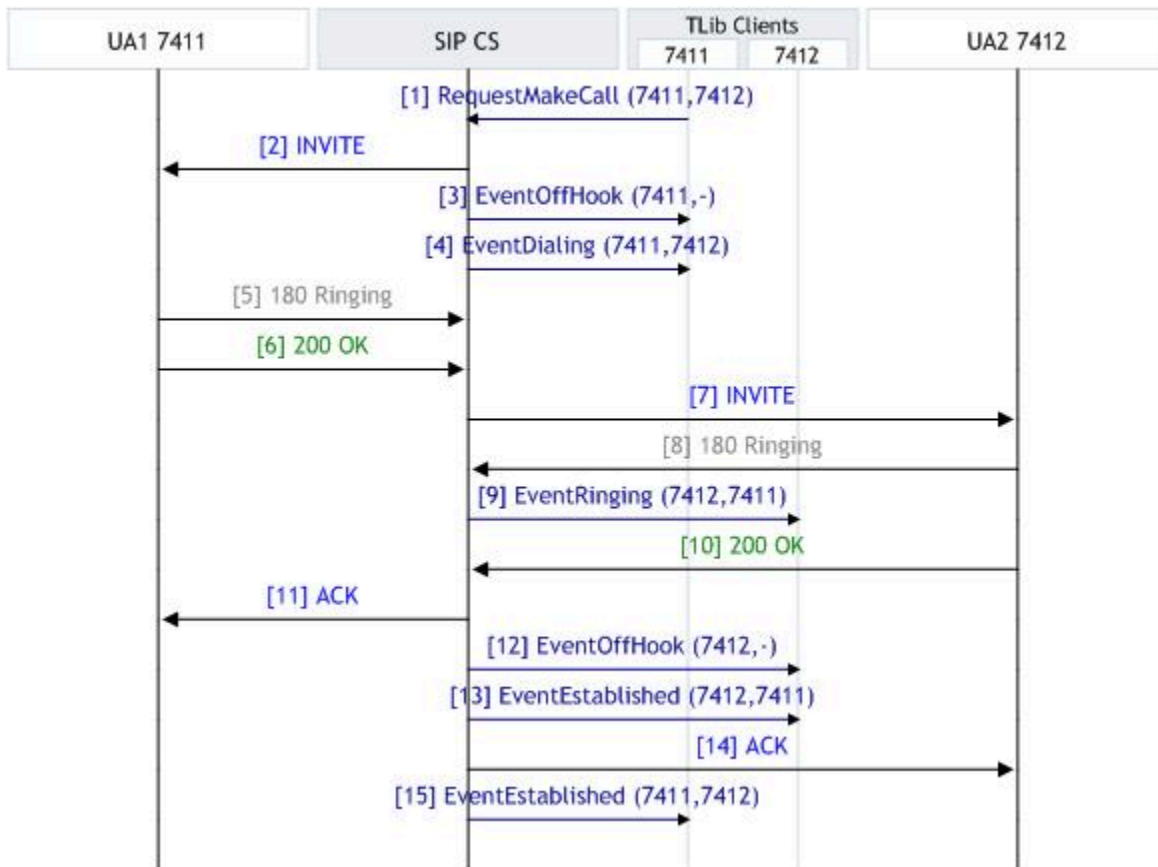 UA1 7411
SIP CS
TLib Clients
7411
7412
UA2 7412
[1] RequestMakeCall (7411,7412)
[2] INVITE
[3] EventOffHook (7411,-)
[4] EventDialing (7411,7412)
[5] 180 Ringing
[6] 200 OK
[7] INVITE
[8] 180 Ringing
[9] EventRinging (7412,7411)
[10] 200 OK
[11] ACK
[12] EventOffHook (7412,-)
[13] EventEstablished (7412,7411)
[14] ACK
[15] EventEstablished (7411,7412)